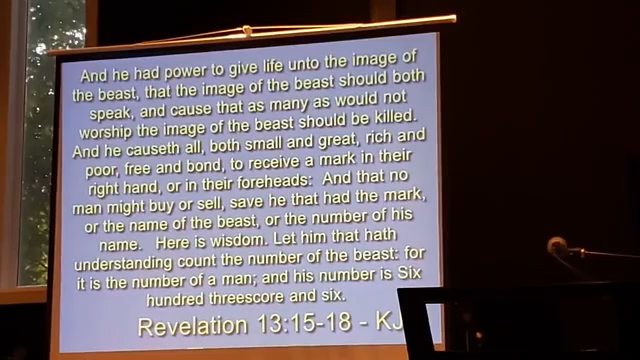 And he had power to give life unto the image of
the beast, that the image of the beast should both
speak, and cause that as many as would not
worship the image of the beast should be killed.
And he causeth all, both small and great, rich and
poor, free and bond, to receive a mark in their
right hand, or in their foreheads: And that no
man might buy or sell, save he that had the mark,
or the name of the beast, or the number of his
name. Here is wisdom. Let him that hath
understanding count the number of the beast: for
it is the number of a man; and his number is Six
hundred threescore and six.
Revelation 13:15-18 - KJ